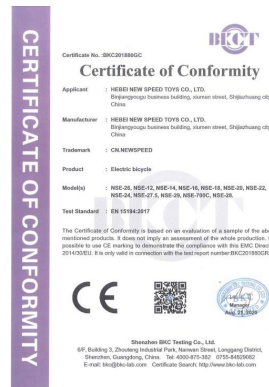 CERTIFICATE OF CONFORMITY
BKCT
Certificate No. :BKC201880GC
Certificate of Conformity
Applicant : HEBEI NEW SPEED TOYS CO., LTD.
Binjiangyougu business building, xiumen street, Shijiazhuang city
China
Manufacturer : HEBEI NEW SPEED TOYS CO., LTD.
Binjiangyougu business building, xiumen street, Shijiazhuang city
China
Trademark : CN.NEWSPEED
Product : Electric bicycle
Model(s) : NSE-26, NSE-12, NSE-14, NSE-16, NSE-18, NSE-20, NSE-22,
NSE-24, NSE-27.5, NSE-29, NSE-700C, NSE-28.
Test Standard : EN 15194:2017
The Certificate of Conformity is based on an evaluation of a sample of the abo
mentioned products. It does not imply an assessment of the whole production. I
possible to use CE marking to demonstrate the compliance with this EMC Direc
2014/30/EU. It is only valid in connection with the test report number:BKC201880GR
CE
Manager
Aug. 25, 2020
Shenzhen BKC Testing Co., Ltd.
6/F, Building 3, Zhoudeng Industrial Park, Nanwan Street, Longgang District,
Shenzhen, Guangdong, China. Tel: 4000-875-382 0755-84829082
E-mail: bkc@bkc-lab.com Certificate Search: http://www.bkc-lab.com